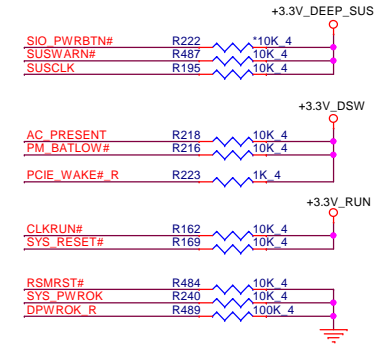 +3.3V_DEEP_SUS
SIO_PWRBTN# R222 *10K_4
SUSWARN# R487 10K_4
SUSCLK R195 10K_4
+3.3V_DSW
AC_PRESENT R218 10K_4
PM_BATLOW# R216 10K_4
PCIE_WAKE#_R R223 1K_4
+3.3V_RUN
CLKRUN# R162 10K_4
SYS_RESET# R169 10K_4
RSMRST# R484 10K_4
SYS_PWROK R240 10K_4
DPWROK_R R489 100K_4